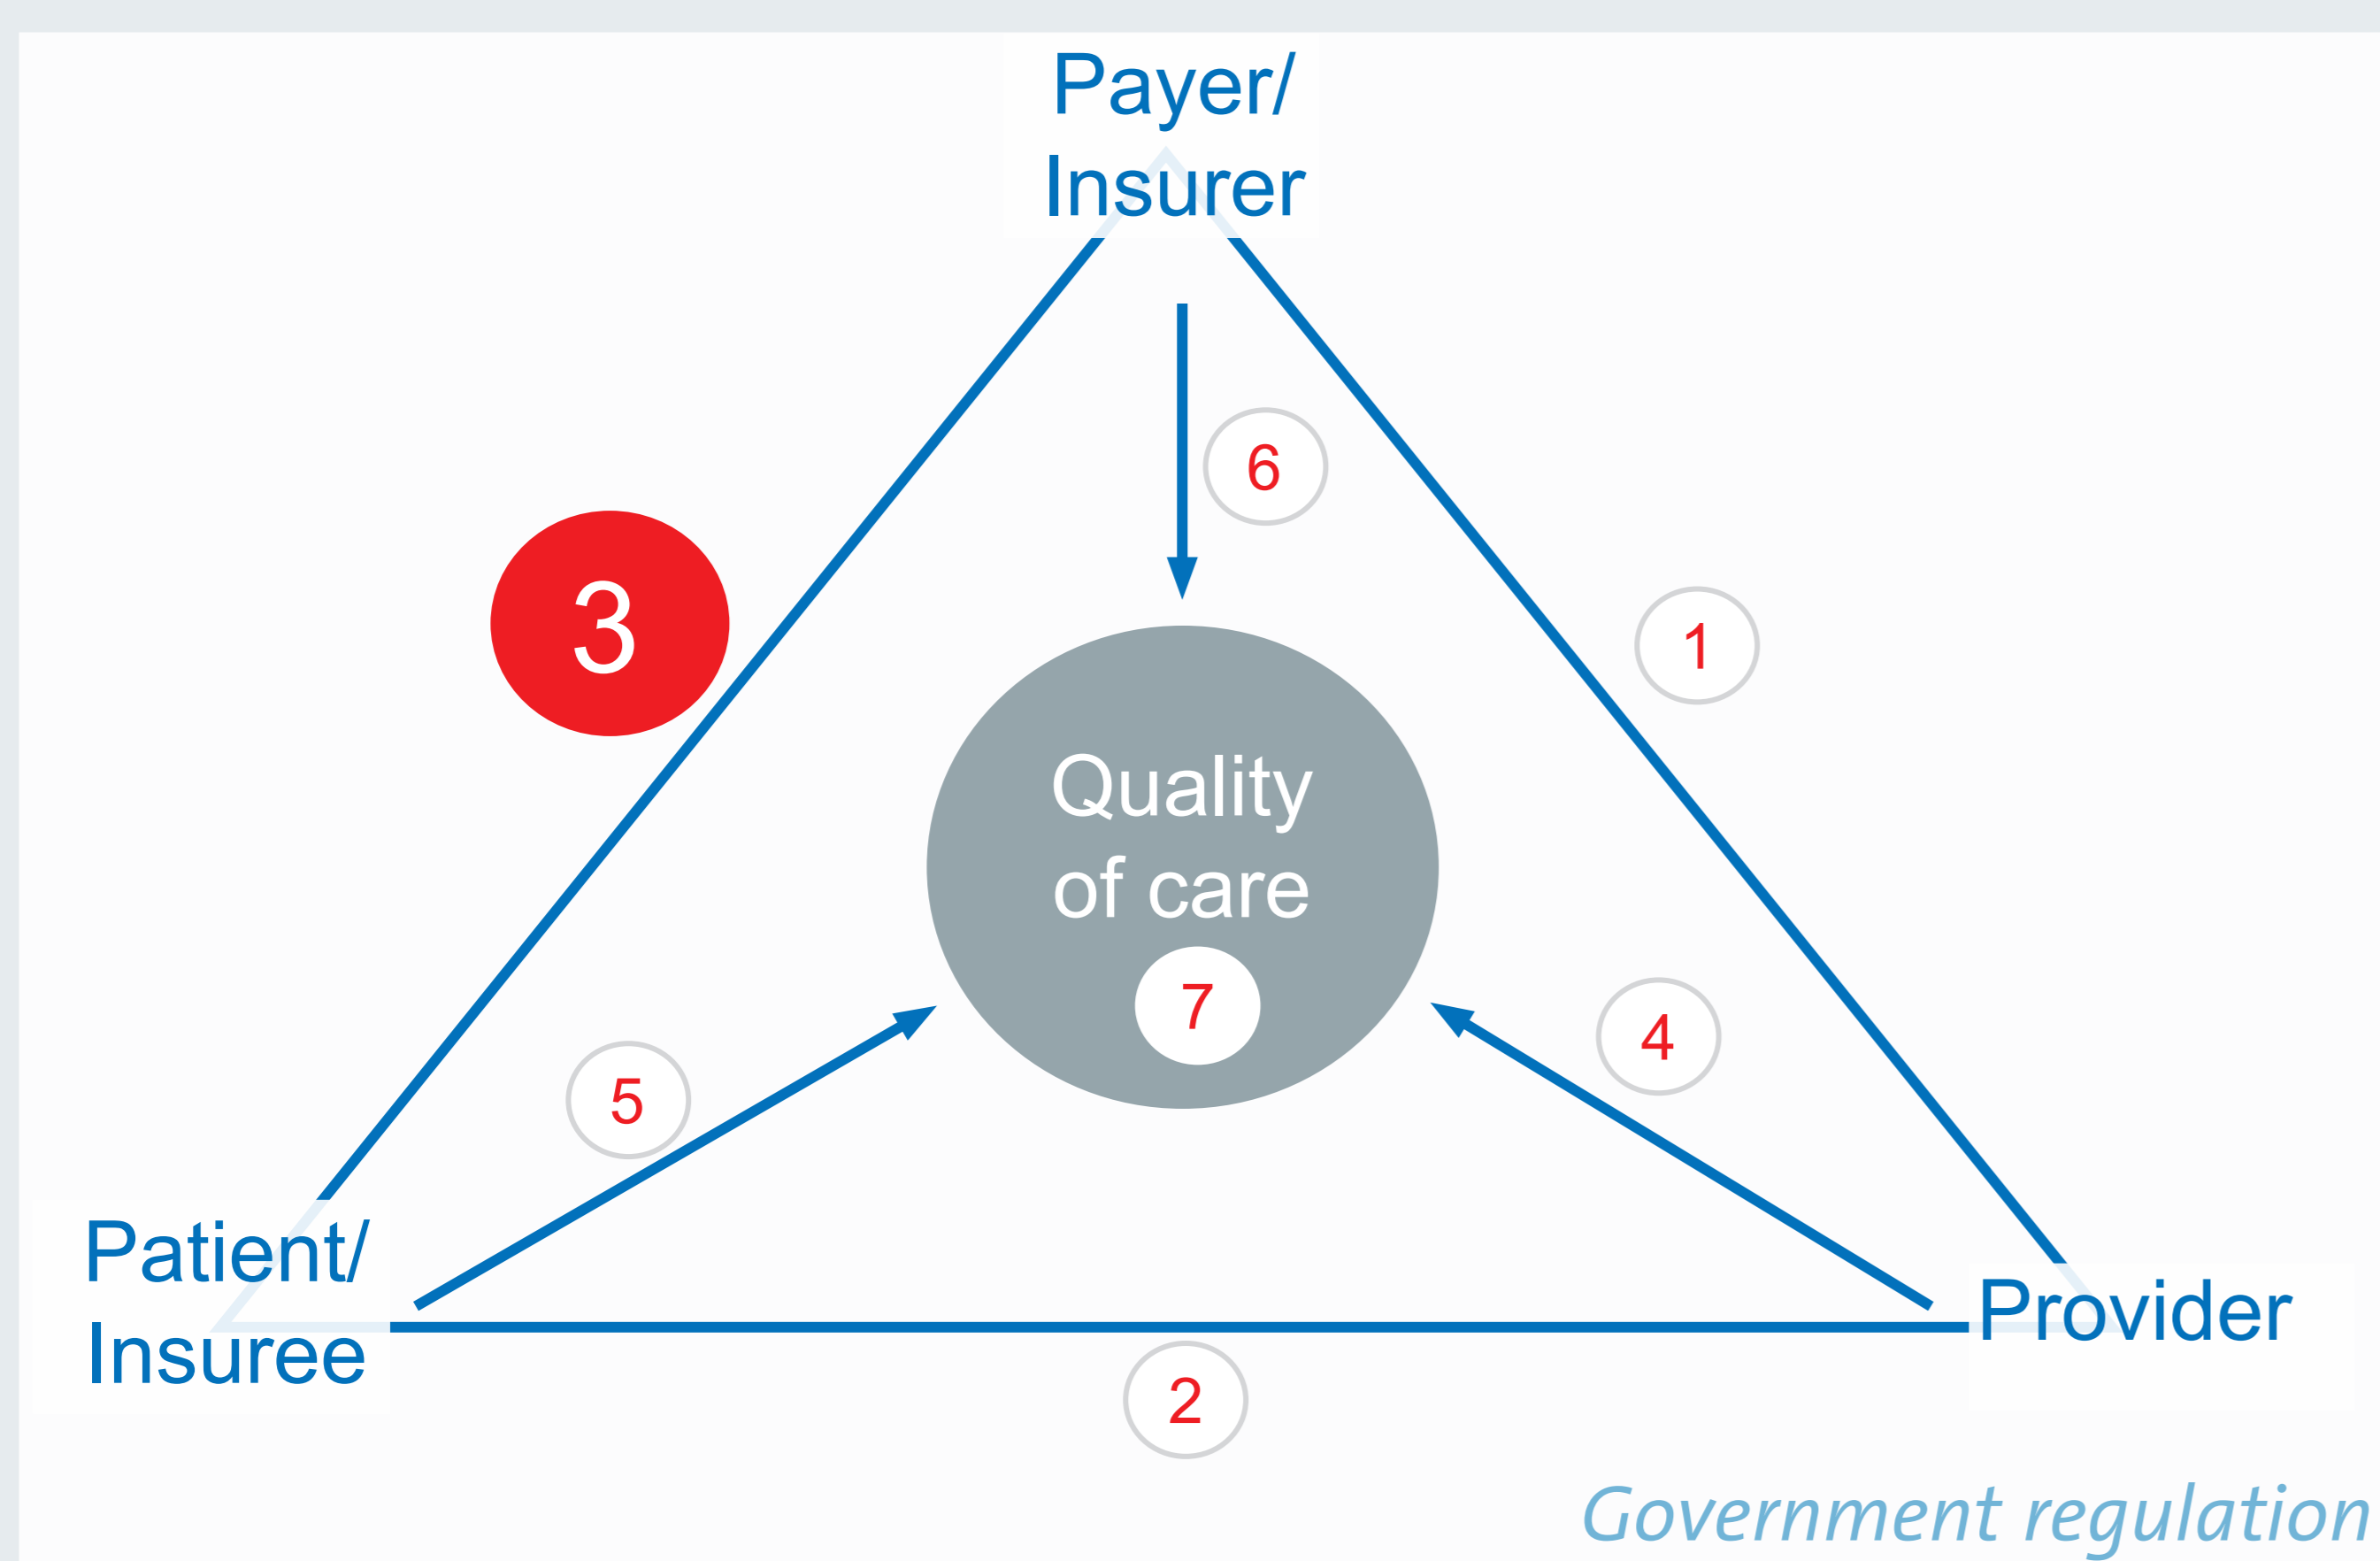 Payer/
Insurer
6
3
1
Quality
of care
7
4
5
Patient/
Insuree
Provider
2
Government regulation